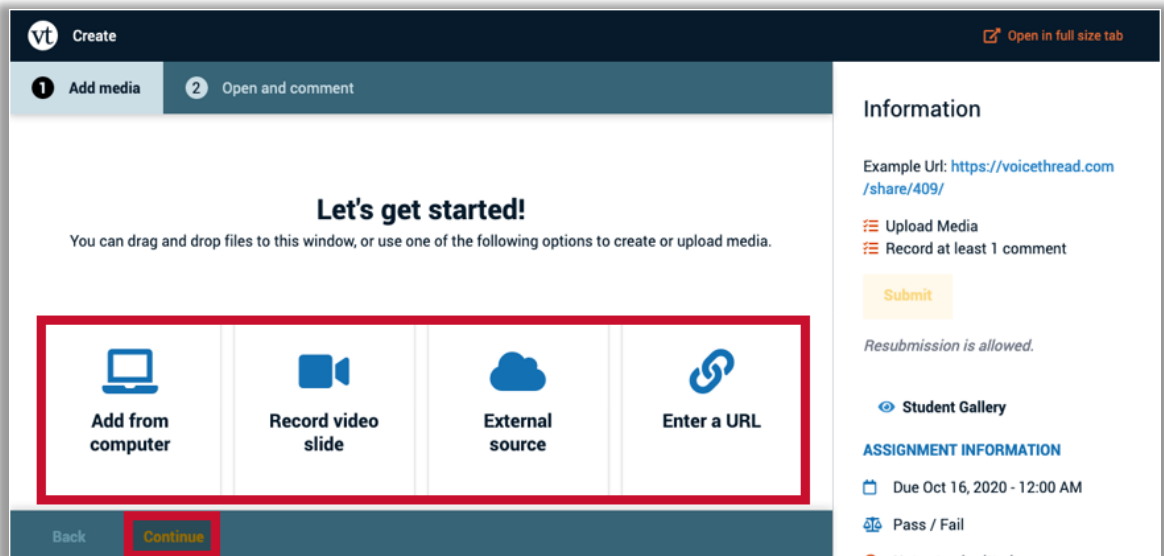 vt Create
Open in full size tab
1 Add media
2 Open and comment
Let's get started!
You can drag and drop files to this window, or use one of the following options to create or upload media.
Add from
computer
Record video
slide
External
source
Enter a URL
Back
Continue
Information
Example Url: https://voicethread.com
/share/409/
Upload Media
Record at least 1 comment
Submit
Resubmission is allowed.
Student Gallery
ASSIGNMENT INFORMATION
Due Oct 16, 2020 - 12:00 AM
Pass / Fail